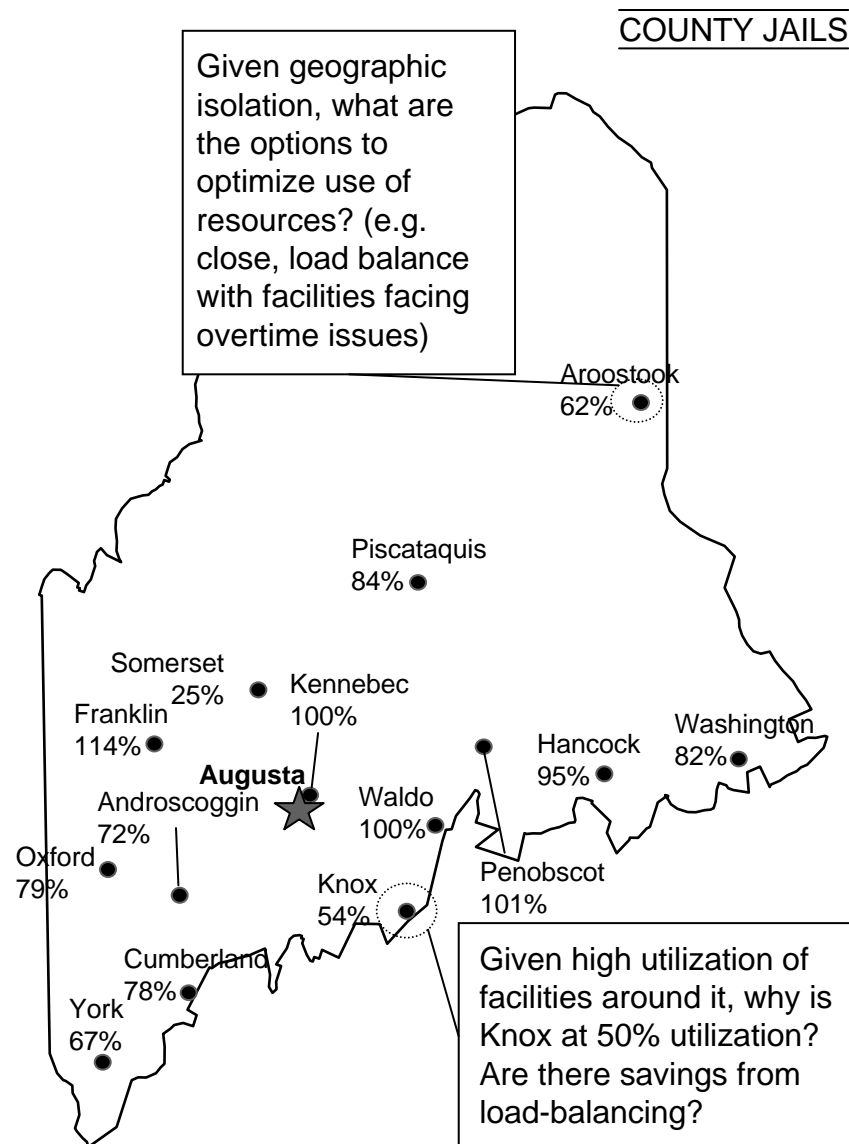 COUNTY JAILS
Given geographic
isolation, what are
the options to
optimize use of
resources? (e.g.
close, load balance
with facilities facing
overtime issues)
Aroostook
62%
Piscataquis
84%
Somerset
25%
Kennebec
100%
Franklin
114%
Washington
82%
Hancock
95%
Augusta
Androscoggin
72%
Waldo
100%
Oxford
79%
Knox
54%
Penobscot
101%
Cumberland
78%
York
67%
Given high utilization of
facilities around it, why is
Knox at 50% utilization?
Are there savings from
load-balancing?